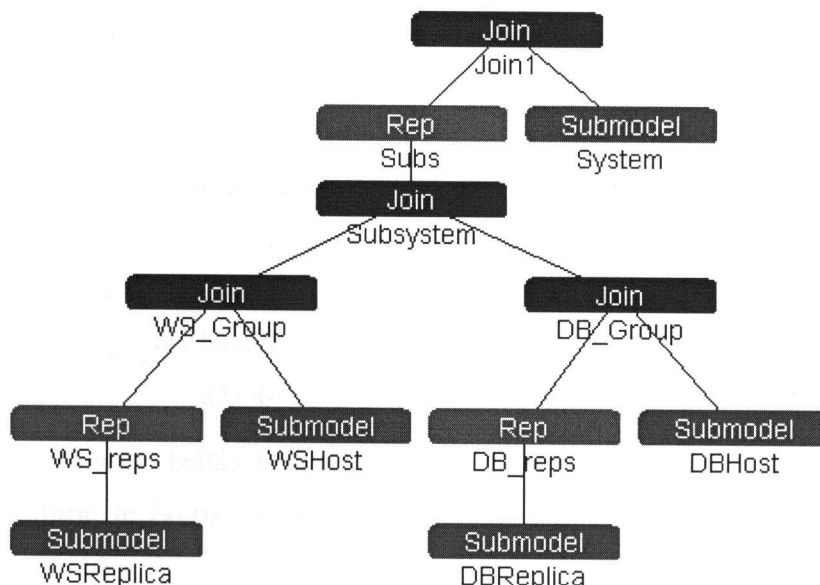 Join
Join1
Rep Submodel
Subs System
Join
Subsystem
Join Join
WS_Group DB_Group
Rep Submodel Rep Submodel
WS_reps WSHost DB_reps DBHost
Submodel Submodel
WSReplica DBReplica